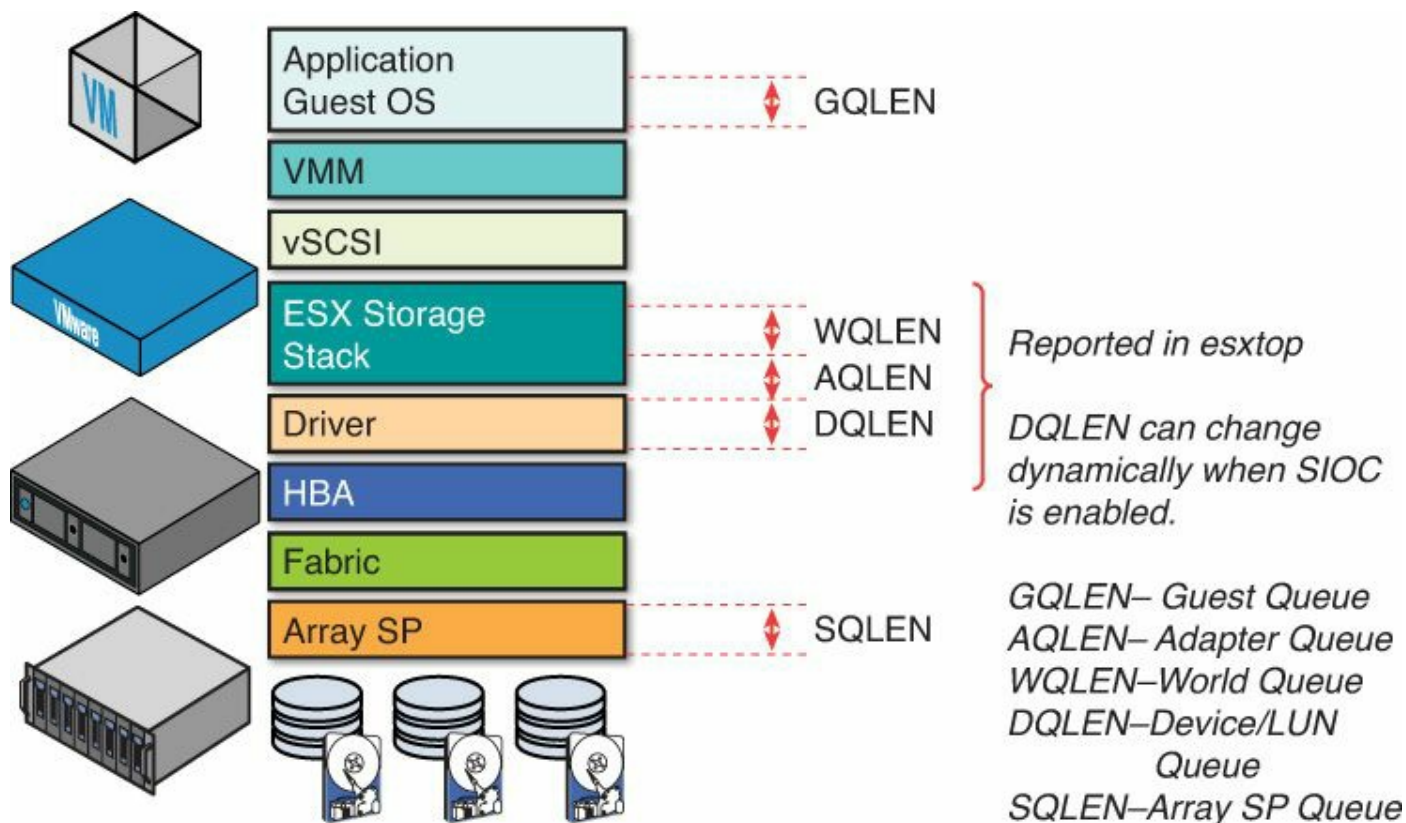 VM
Application
Guest OS
GQLEN
VMM
vSCSI
VMware
ESX Storage
Stack
WQLEN
AQLEN
Driver
DQLEN
Reported in esxtop
DQLEN can change
dynamically when SIOC
is enabled.
HBA
Fabric
Array SP
SQLEN
GQLEN– Guest Queue
AQLEN– Adapter Queue
WQLEN–World Queue
DQLEN–Device/LUN
Queue
SQLEN–Array SP Queue